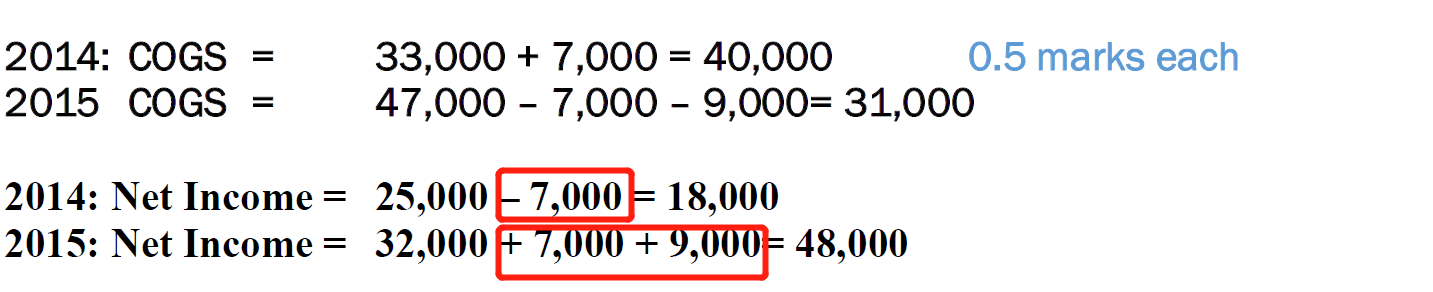 2014: COGS = 33,000 + 7,000 = 40,000 0.5 marks each
2015 COGS = 47,000 – 7,000 – 9,000= 31,000
2014: Net Income = 25,000 – 7,000 = 18,000
2015: Net Income = 32,000 + 7,000 + 9,000= 48,000